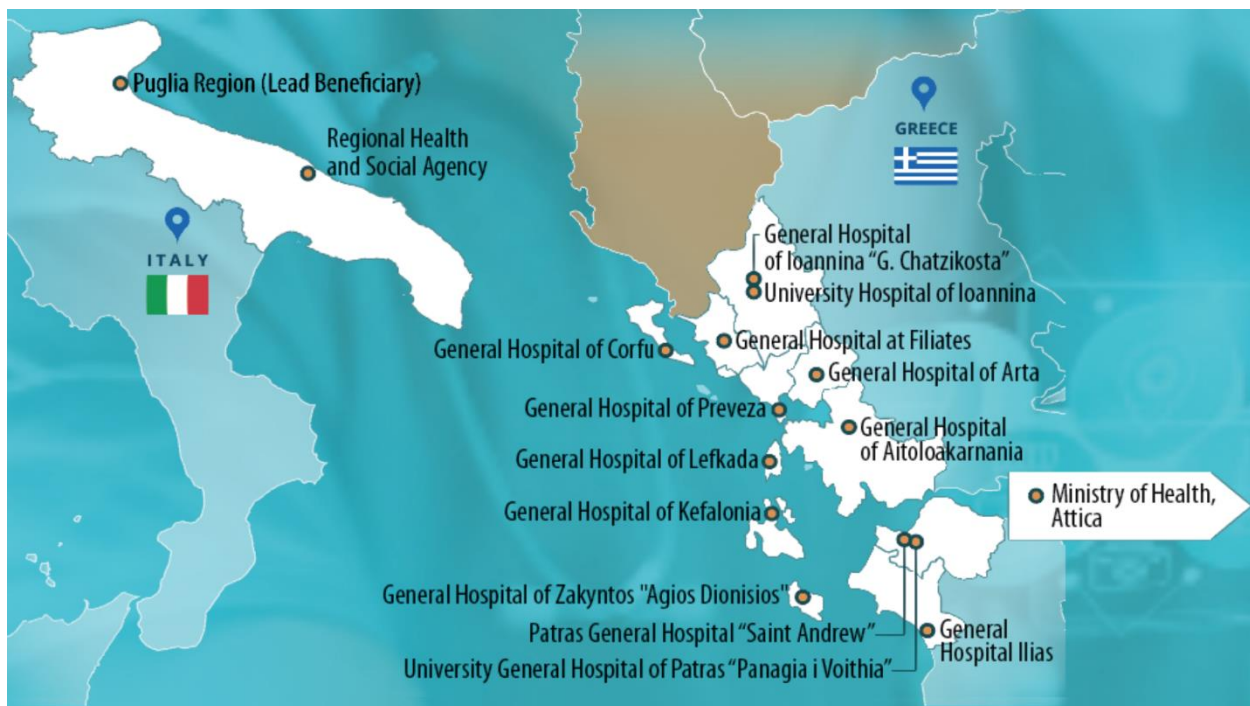 Puglia Region (Lead Beneficiary)
Regional Health
and Social Agency
ITALY
GREECE
General Hospital
of Ioannina “G. Chatzikosta”
University Hospital of Ioannina
General Hospital at Filiates
General Hospital of Corfu
General Hospital of Arta
General Hospital of Preveza
General Hospital
of Aitoloakarnania
General Hospital of Lefkada
Ministry of Health,
Attica
General Hospital of Kefalonia
General Hospital of Zakyntos "Agios Dionisios"
Patras General Hospital “Saint Andrew”
General
Hospital Ilias
University General Hospital of Patras “Panagia i Voithia”